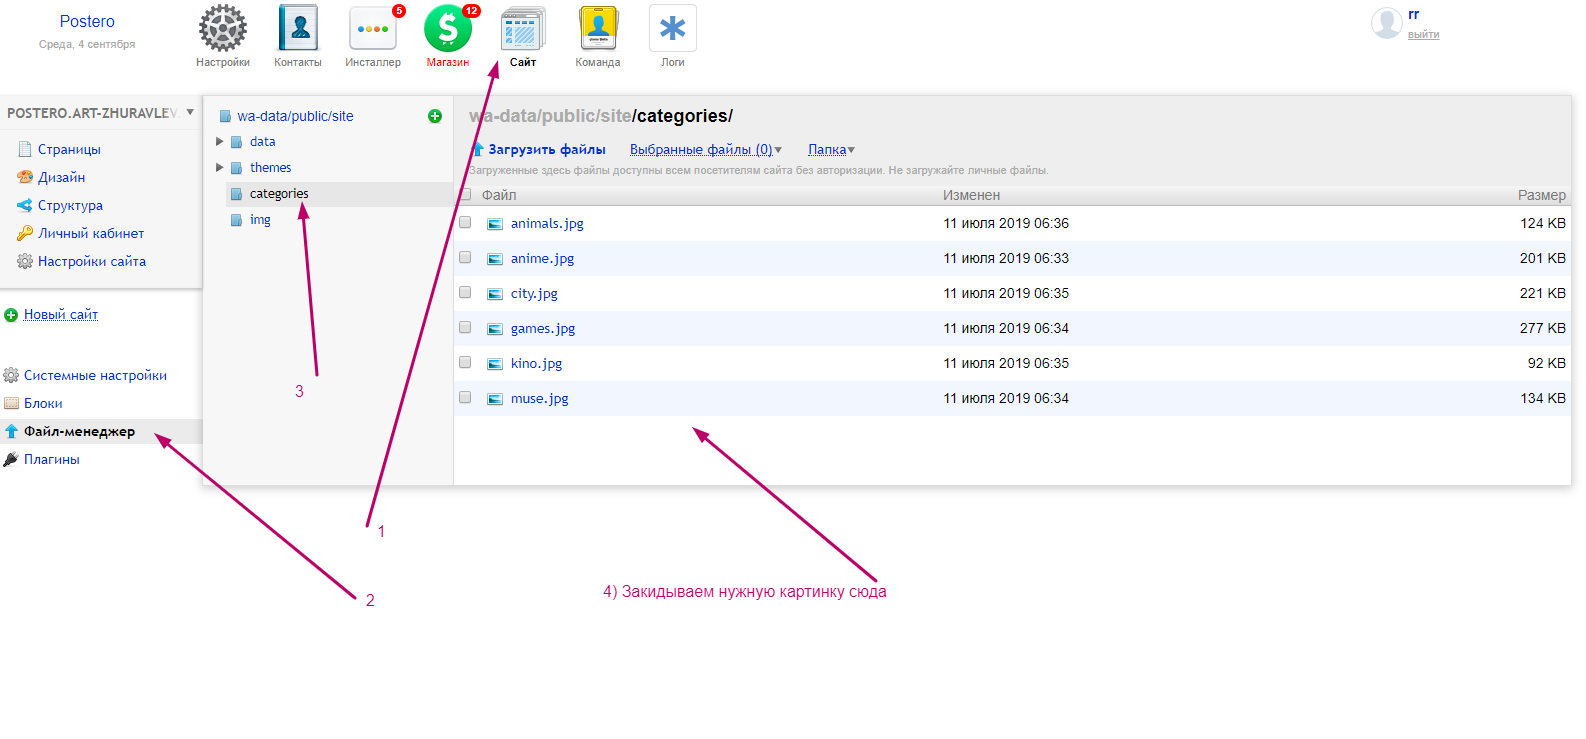 Postero
Среда, 4 сентября
Настройки
Контакты
5
Инсталлер
12
Магазин
Сайт
Команда
Логи
rr
выйти
POSTERO.ART-ZHURAVLEV
Страницы
Дизайн
Структура
Личный кабинет
Настройки сайта
Новый сайт
Системные настройки
Блоки
Файл-менеджер
Плагины
wa-data/public/site
data
themes
categories
img
wa-data/public/site/categories/
Загрузить файлы Выбранные файлы (0) Папка
Загруженные здесь файлы доступны всем посетителям сайта без авторизации. Не загружайте личные файлы.
Файл Изменен Размер
animals.jpg 11 июля 2019 06:36 124 KB
anime.jpg 11 июля 2019 06:33 201 KB
city.jpg 11 июля 2019 06:35 221 KB
games.jpg 11 июля 2019 06:34 277 KB
kino.jpg 11 июля 2019 06:35 92 KB
muse.jpg 11 июля 2019 06:34 134 KB
3
1
2
4) Закидываем нужную картинку сюда